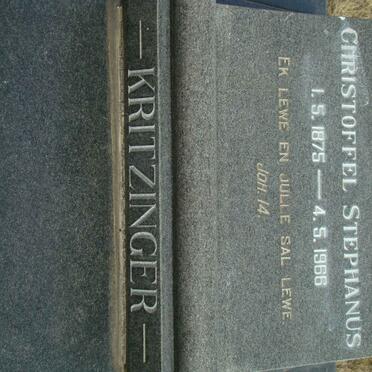 CHRISTOFFEL STEPHANUS
1.5.1875 — 4.5.1966
EK LEWE EN JULLE SAL LEWE.
JOH. 14.
— KRITZINGER —